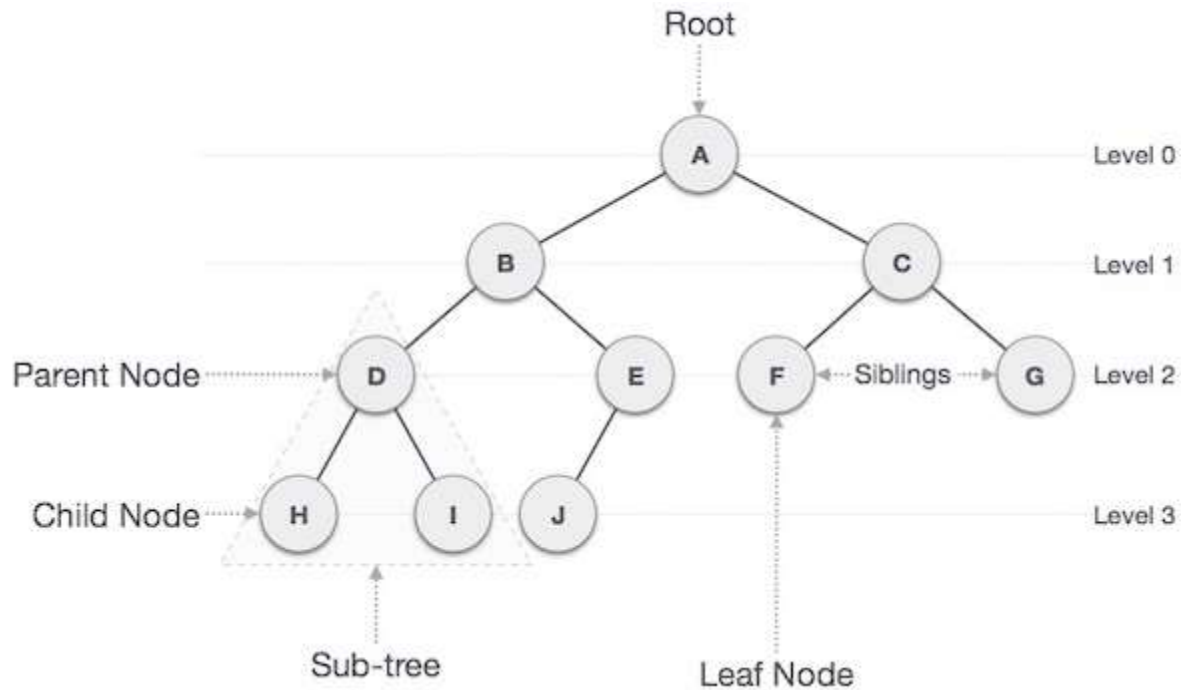 Root
A
Level 0
B
C
Level 1
Parent Node
D
E
F
Siblings
G
Level 2
Child Node
H
I
J
Level 3
Sub-tree
Leaf Node